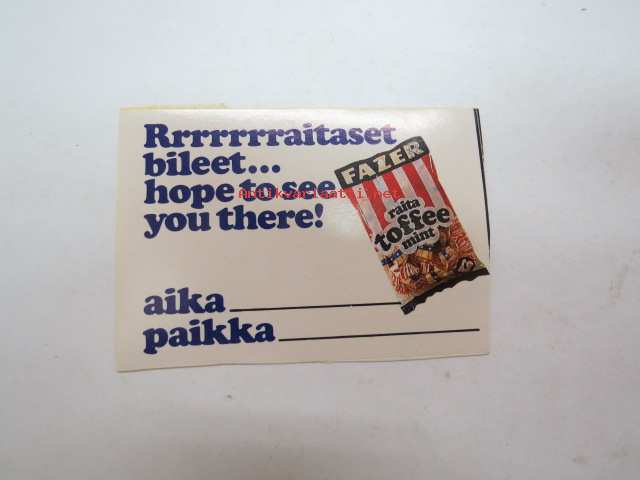 Rrrrrrraitaset
bileet...
hope to see
you there!
aika
paikka
FAZER
raita
toffee
mint